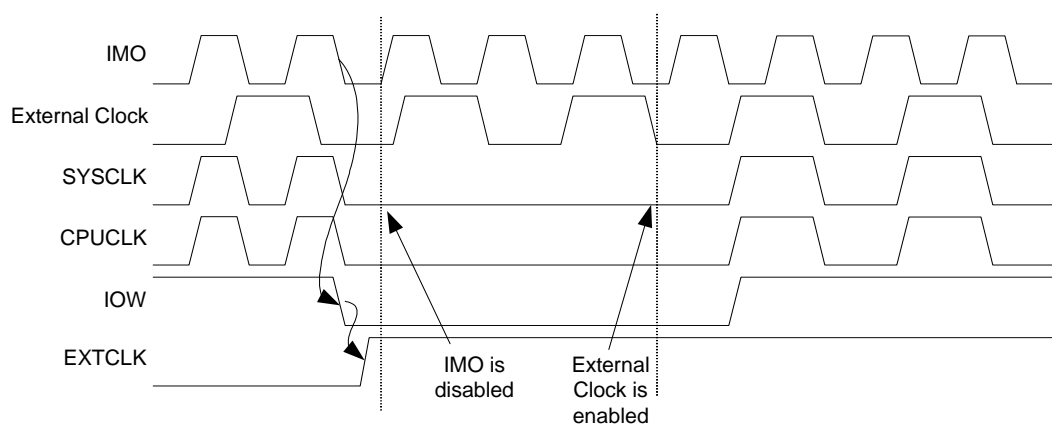 IMO
External Clock
SYSCLK
CPUCLK
IOW
EXTCLK
IMO is
disabled
External
Clock is
enabled